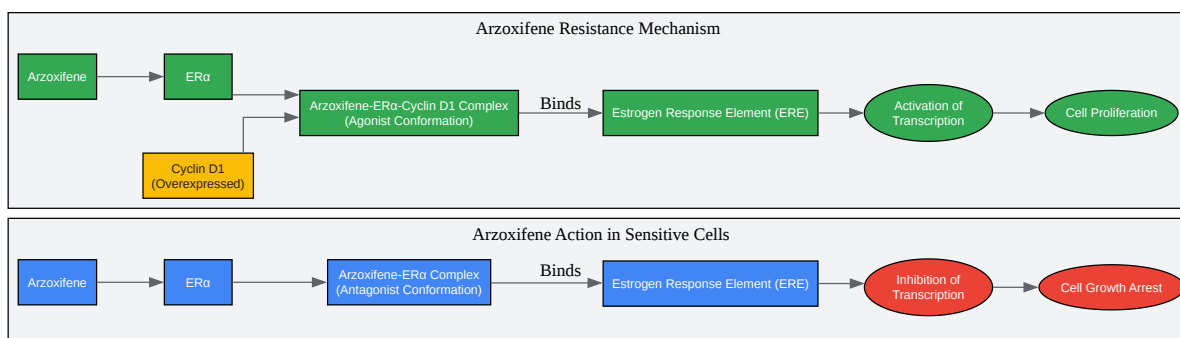 Arzoxifene Resistance Mechanism
Arzoxifene
ERα
Arzoxifene-ERα-Cyclin D1 Complex
(Agonist Conformation)
Binds
Estrogen Response Element (ERE)
Activation of
Transcription
Cell Proliferation
Cyclin D1
(Overexpressed)
Arzoxifene Action in Sensitive Cells
Arzoxifene
ERα
Arzoxifene-ERα Complex
(Antagonist Conformation)
Binds
Estrogen Response Element (ERE)
Inhibition of
Transcription
Cell Growth Arrest